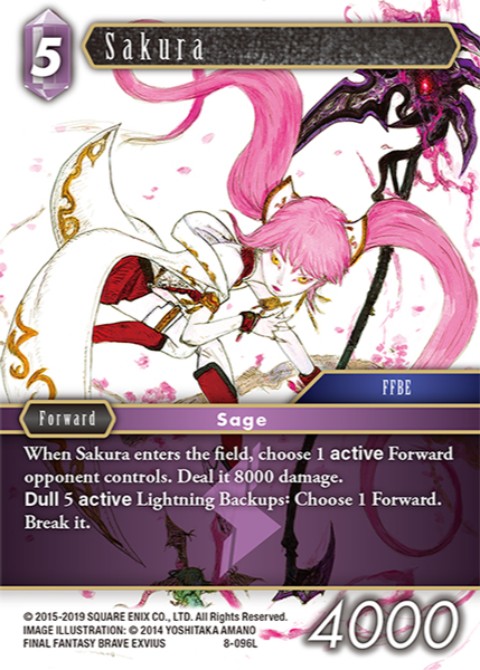 5
Sakura
FFBE
Forward
Sage
When Sakura enters the field, choose 1 active Forward
opponent controls. Deal it 8000 damage.
Dull 5 active Lightning Backups: Choose 1 Forward.
Break it.
© 2015-2019 SQUARE ENIX CO., LTD. All Rights Reserved.
IMAGE ILLUSTRATION: © 2014 YOSHITAKA AMANO
FINAL FANTASY BRAVE EXVIUS 8-096L
4000